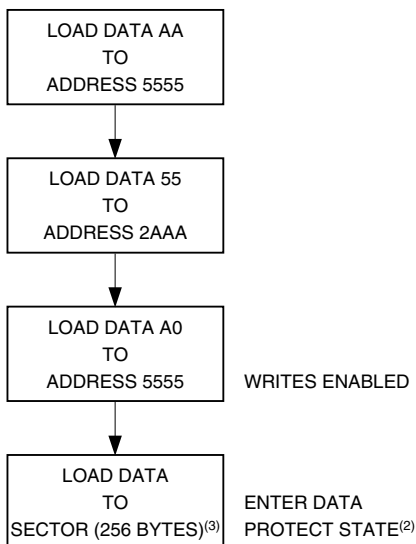 LOAD DATA AA
TO
ADDRESS 5555
LOAD DATA 55
TO
ADDRESS 2AAA
LOAD DATA A0
TO
ADDRESS 5555
WRITES ENABLED
LOAD DATA
TO
SECTOR (256 BYTES)(3)
ENTER DATA
PROTECT STATE(2)